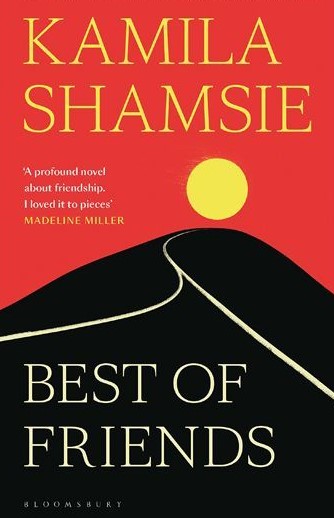 KAMILA
SHAMSIE
‘A profound novel
about friendship.
I loved it to pieces’
MADELINE MILLER
BEST OF
FRIENDS
BLOOMSBURY